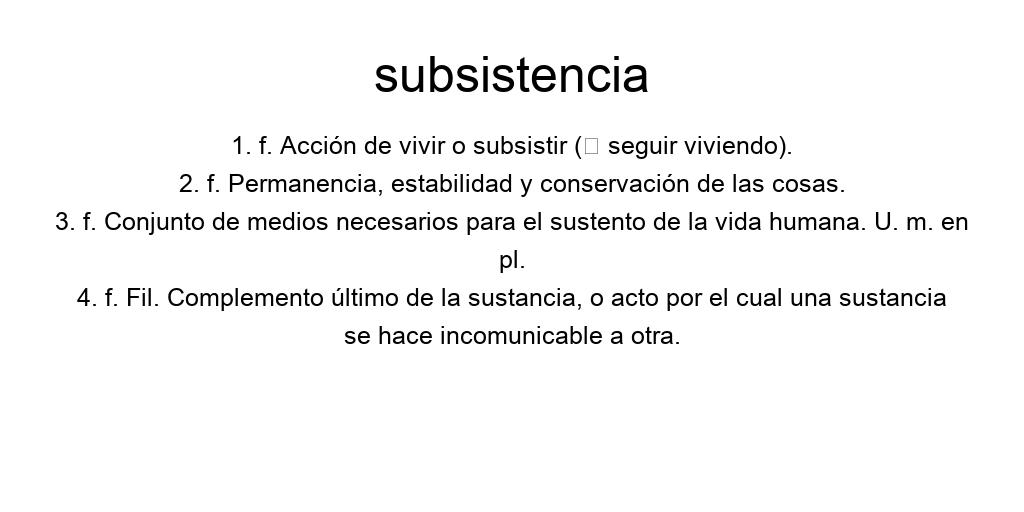 subsistencia
1. f. Acción de vivir o subsistir (□ seguir viviendo).
2. f. Permanencia, estabilidad y conservación de las cosas.
3. f. Conjunto de medios necesarios para el sustento de la vida humana. U. m. en
pl.
4. f. Fil. Complemento último de la sustancia, o acto por el cual una sustancia
se hace incomunicable a otra.